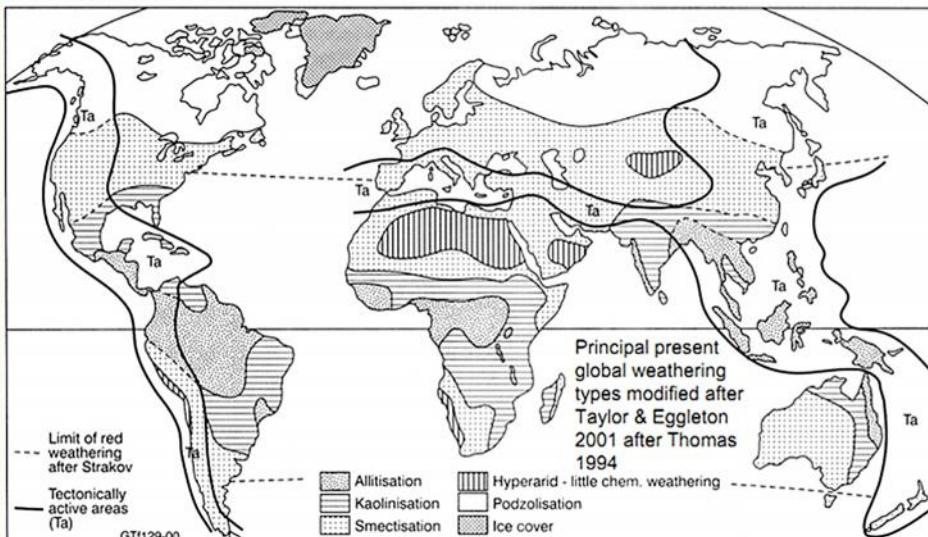 Ta
Ta
Ta
Ta
Ta
Ta
Ta
Ta
Ta
Principal present
global weathering
types modified after
Taylor & Eggleton
2001 after Thomas
1994
Limit of red
weathering
after Strakov
Tectonically
active areas
(Ta)
Allitisation
Kaolinisation
Smectisation
Hyperarid - little chem. weathering
Podzolisation
Ice cover